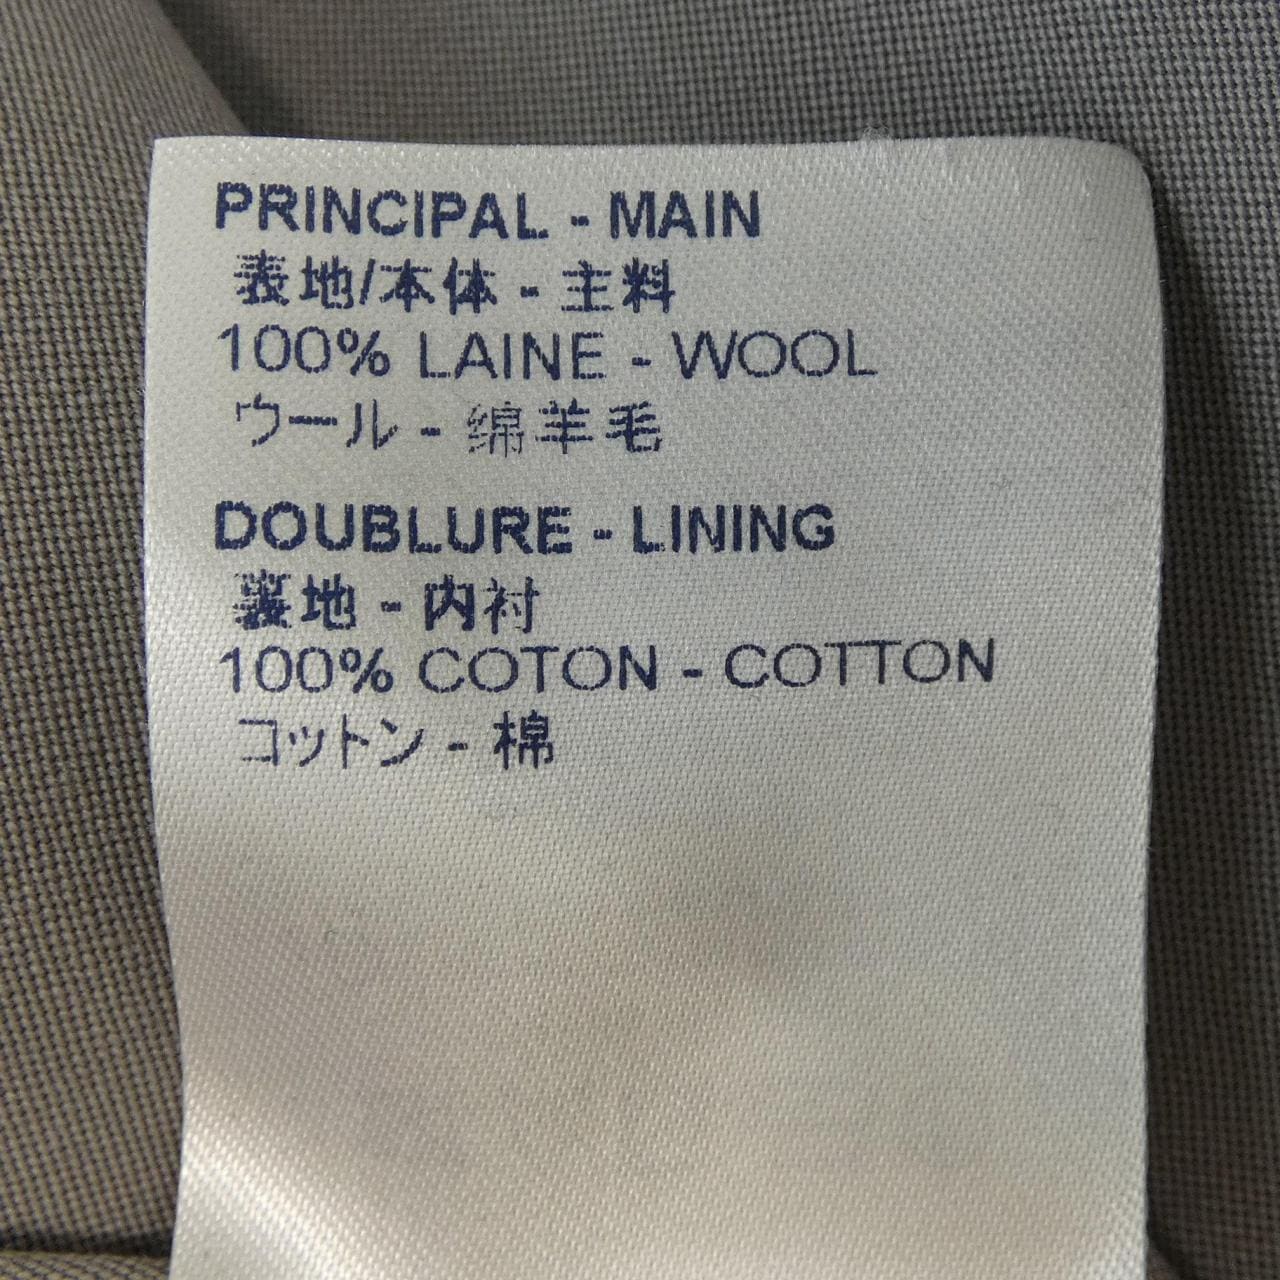 PRINCIPAL - MAIN
表地/本体 - 主料
100% LAINE - WOOL
ウール - 绵羊毛
DOUBLURE - LINING
裏地 - 内衬
100% COTON - COTTON
コットン - 棉